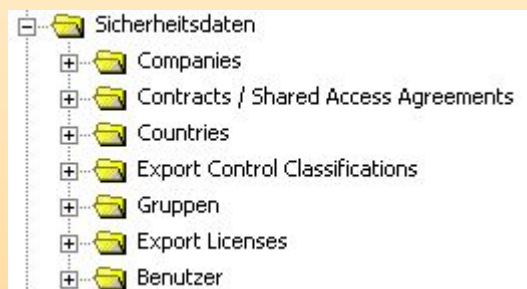 Sicherheitsdaten
Companies
Contracts / Shared Access Agreements
Countries
Export Control Classifications
Gruppen
Export Licenses
Benutzer